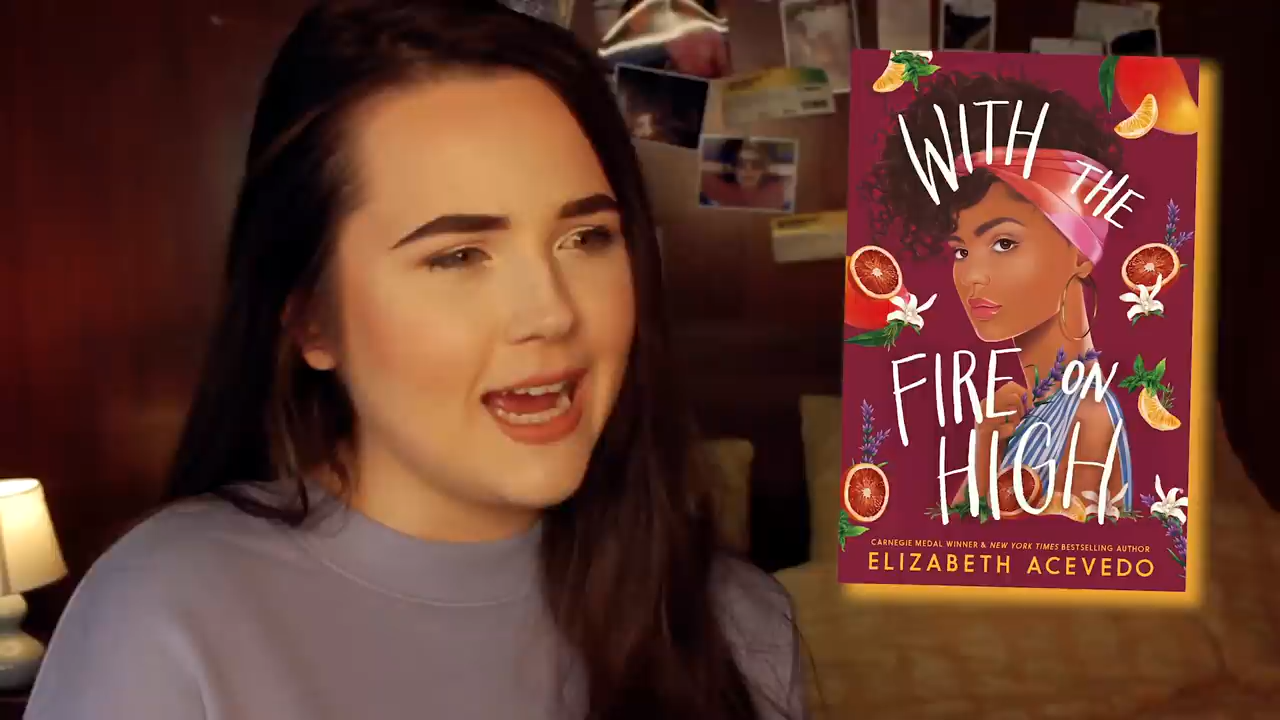 WITH THE
FIRE ON
HIGH
CARNEGIE MEDAL WINNER & NEW YORK TIMES BESTSELLING AUTHOR
ELIZABETH ACEVEDO